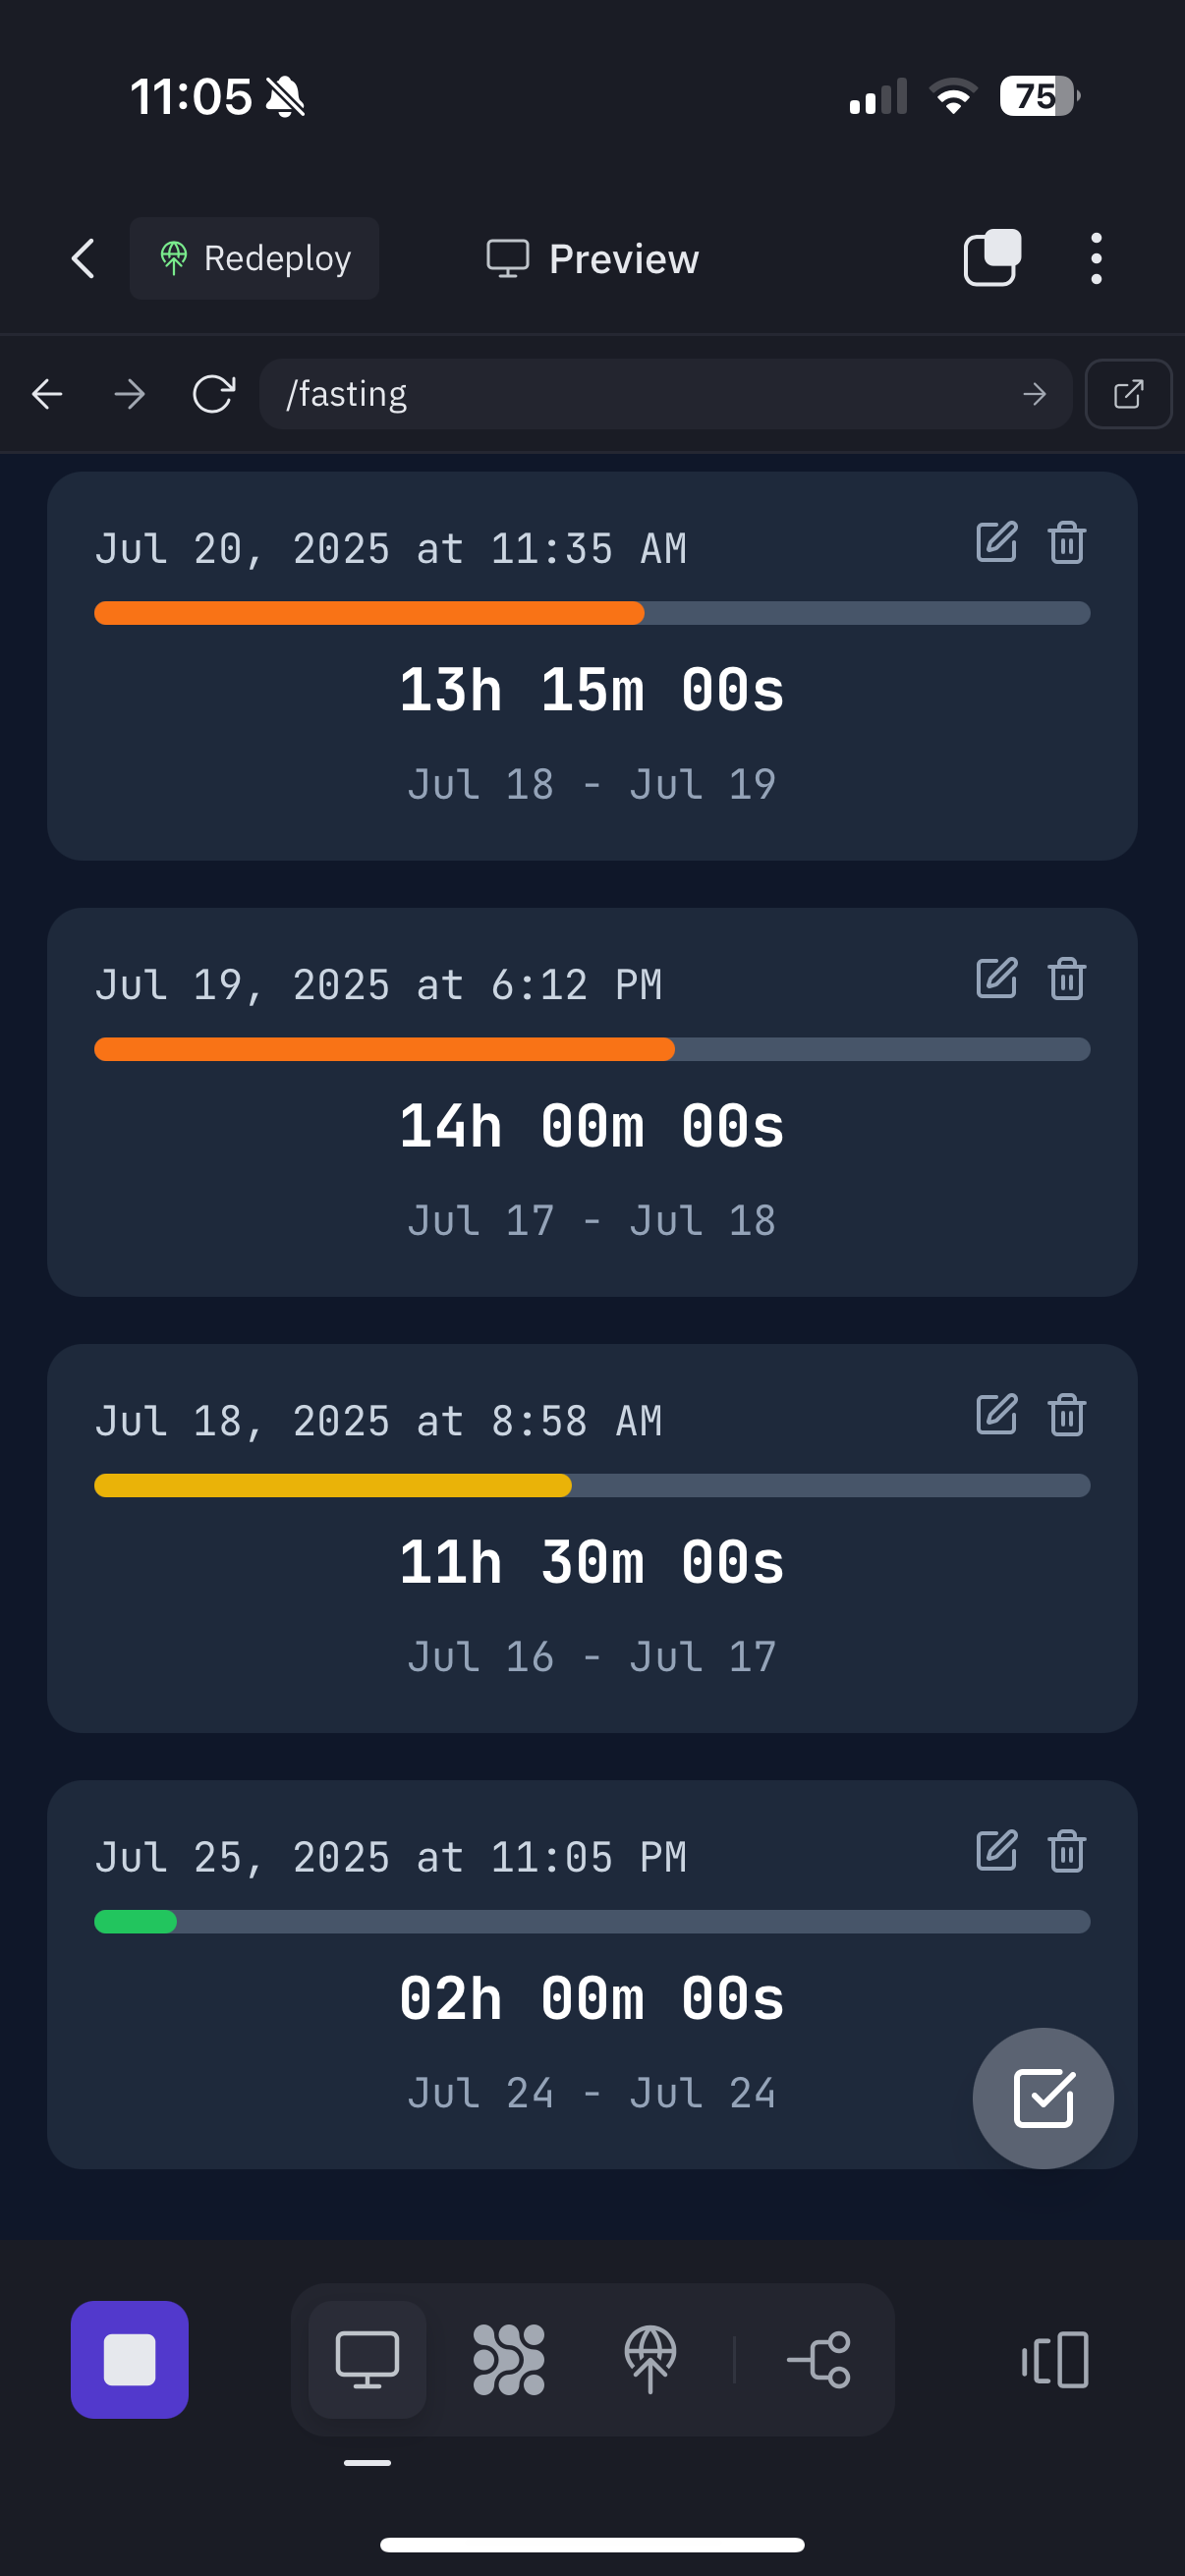 11:05
75
Redeploy
Preview
/fasting
Jul 20, 2025 at 11:35 AM
13h 15m 00s
Jul 18 - Jul 19
Jul 19, 2025 at 6:12 PM
14h 00m 00s
Jul 17 - Jul 18
Jul 18, 2025 at 8:58 AM
11h 30m 00s
Jul 16 - Jul 17
Jul 25, 2025 at 11:05 PM
02h 00m 00s
Jul 24 - Jul 24